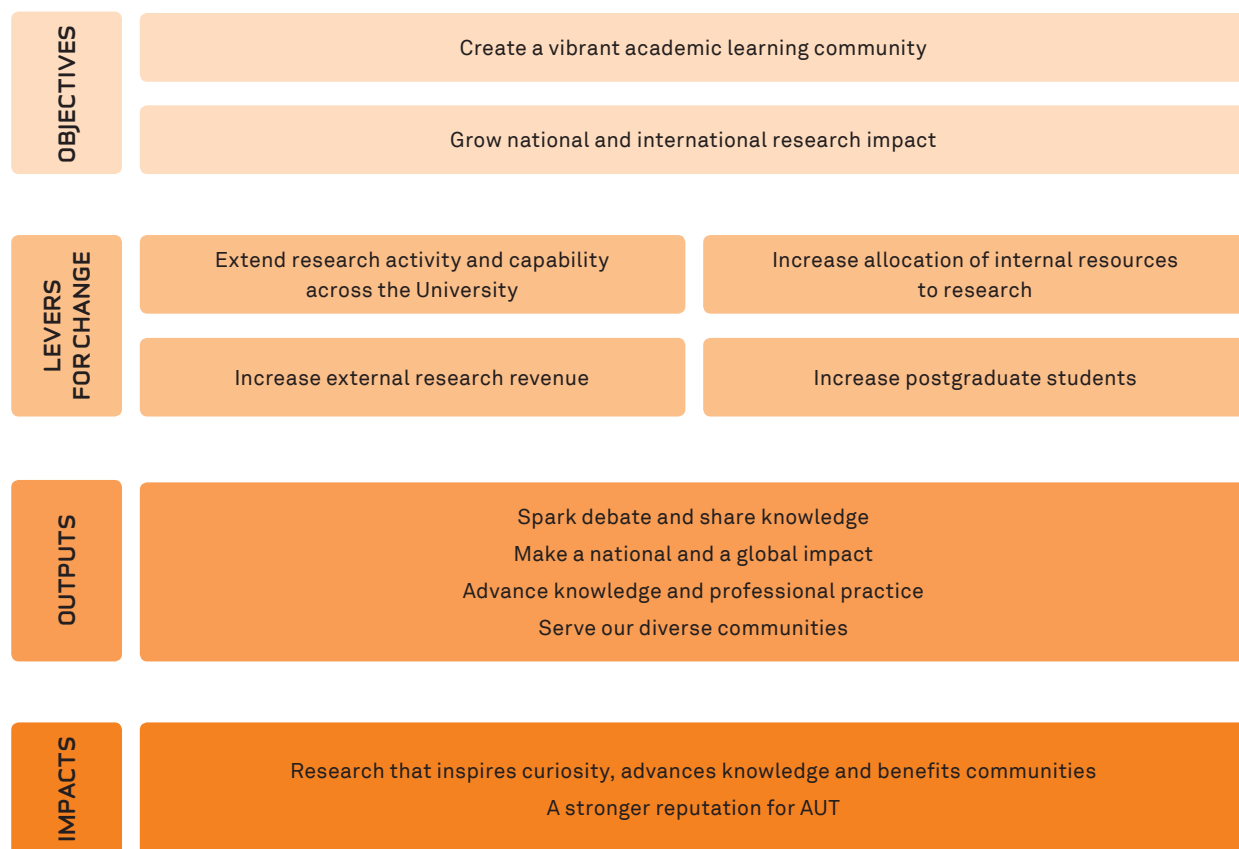 OBJECTIVES
Create a vibrant academic learning community
Grow national and international research impact
LEVERS
FOR CHANGE
Extend research activity and capability
across the University
Increase allocation of internal resources
to research
Increase external research revenue
Increase postgraduate students
OUTPUTS
Spark debate and share knowledge
Make a national and a global impact
Advance knowledge and professional practice
Serve our diverse communities
IMPACTS
Research that inspires curiosity, advances knowledge and benefits communities
A stronger reputation for AUT